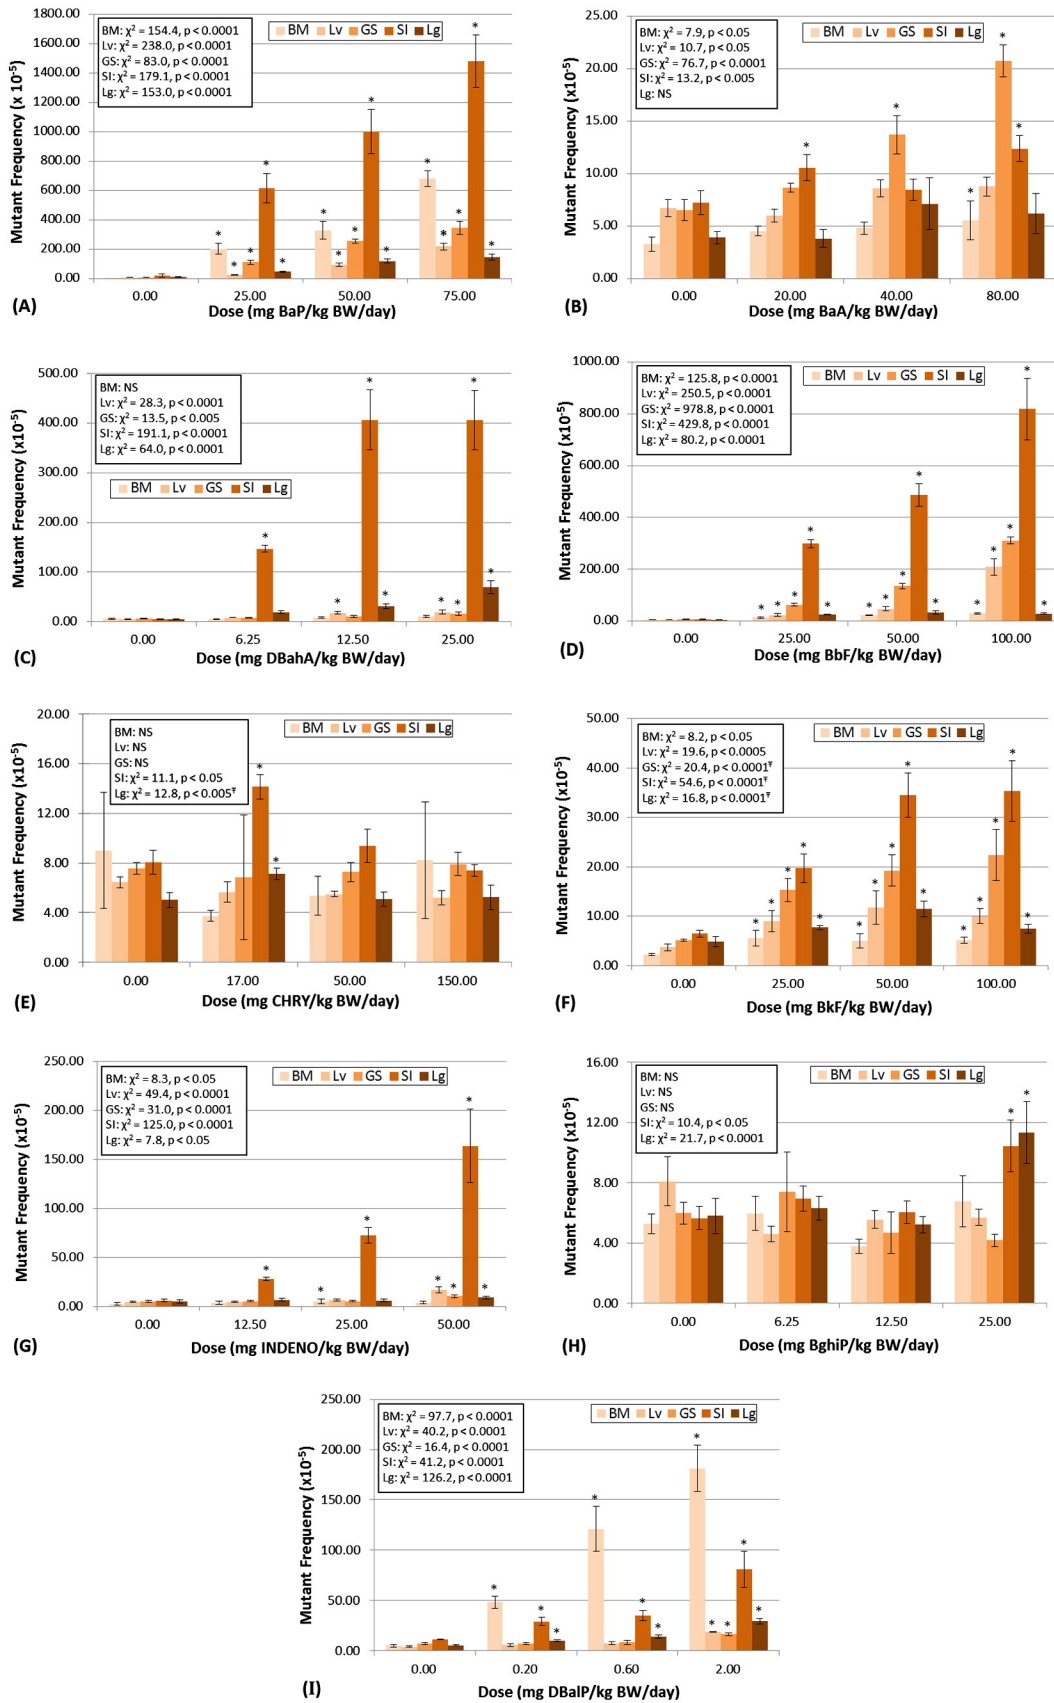 BM: χ² = 154.4, p < 0.0001
Lv: χ² = 238.0, p < 0.0001
GS: χ² = 83.0, p < 0.0001
SI: χ² = 179.1, p < 0.0001
Lg: χ² = 153.0, p < 0.0001
BM Lv GS SI Lg
Mutant Frequency (x 10⁻⁵)
1800.00
1600.00
1400.00
1200.00
1000.00
800.00
600.00
400.00
200.00
0.00
0.00 25.00 50.00 75.00
Dose (mg BaP/kg BW/day)
(A)
BM: χ² = 7.9, p < 0.05
Lv: χ² = 10.7, p < 0.05
GS: χ² = 76.7, p < 0.0001
SI: χ² = 13.2, p < 0.005
Lg: NS
BM Lv GS SI Lg
Mutant Frequency (x10⁻⁵)
25.00
20.00
15.00
10.00
5.00
0.00
0.00 20.00 40.00 80.00
Dose (mg BaA/kg BW/day)
(B)
BM: NS
Lv: χ² = 28.3, p < 0.0001
GS: χ² = 13.5, p < 0.005
SI: χ² = 191.1, p < 0.0001
Lg: χ² = 64.0, p < 0.0001
BM Lv GS SI Lg
Mutant Frequency (x10⁻⁵)
500.00
400.00
300.00
200.00
100.00
0.00
0.00 6.25 12.50 25.00
Dose (mg DBahA/kg BW/day)
(C)
BM: χ² = 125.8, p < 0.0001
Lv: χ² = 250.5, p < 0.0001
GS: χ² = 978.8, p < 0.0001
SI: χ² = 429.8, p < 0.0001
Lg: χ² = 80.2, p < 0.0001
BM Lv GS SI Lg
Mutant Frequency (x10⁻⁵)
1000.00
800.00
600.00
400.00
200.00
0.00
0.00 25.00 50.00 100.00
Dose (mg BbF/kg BW/day)
(D)
BM: NS
Lv: NS
GS: NS
SI: χ² = 11.1, p < 0.05
Lg: χ² = 12.8, p < 0.005Ŧ
BM Lv GS SI Lg
Mutant Frequency (x10⁻⁵)
20.00
16.00
12.00
8.00
4.00
0.00
0.00 17.00 50.00 150.00
Dose (mg CHRY/kg BW/day)
(E)
BM: χ² = 8.2, p < 0.05
Lv: χ² = 19.6, p < 0.0005
GS: χ² = 20.4, p < 0.0001Ŧ
SI: χ² = 54.6, p < 0.0001Ŧ
Lg: χ² = 16.8, p < 0.0001Ŧ
BM Lv GS SI Lg
Mutant Frequency (x10⁻⁵)
50.00
40.00
30.00
20.00
10.00
0.00
0.00 25.00 50.00 100.00
Dose (mg BkF/kg BW/day)
(F)
BM: χ² = 8.3, p < 0.05
Lv: χ² = 49.4, p < 0.0001
GS: χ² = 31.0, p < 0.0001
SI: χ² = 125.0, p < 0.0001
Lg: χ² = 7.8, p < 0.05
BM Lv GS SI Lg
Mutant Frequency (x10⁻⁵)
250.00
200.00
150.00
100.00
50.00
0.00
0.00 12.50 25.00 50.00
Dose (mg INDENO/kg BW/day)
(G)
BM: NS
Lv: NS
GS: NS
SI: χ² = 10.4, p < 0.05
Lg: χ² = 21.7, p < 0.0001
BM Lv GS SI Lg
Mutant Frequency (x10⁻⁵)
16.00
12.00
8.00
4.00
0.00
0.00 6.25 12.50 25.00
Dose (mg BghiP/kg BW/day)
(H)
BM: χ² = 97.7, p < 0.0001
Lv: χ² = 40.2, p < 0.0001
GS: χ² = 16.4, p < 0.0001
SI: χ² = 41.2, p < 0.0001
Lg: χ² = 126.2, p < 0.0001
BM Lv GS SI Lg
Mutant Frequency (x10⁻⁵)
250.00
200.00
150.00
100.00
50.00
0.00
0.00 0.20 0.60 2.00
Dose (mg DBalP/kg BW/day)
(I)